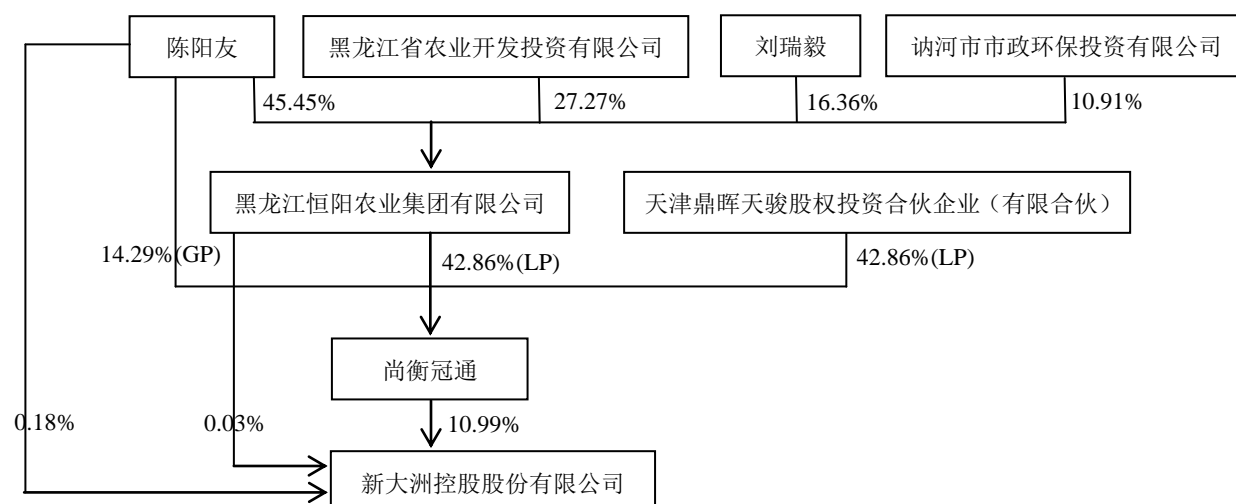 陈阳友
黑龙江省农业开发投资有限公司
刘瑞毅
讷河市市政环保投资有限公司
45.45%
27.27%
16.36%
10.91%
黑龙江恒阳农业集团有限公司
天津鼎晖天骏股权投资合伙企业（有限合伙）
14.29%(GP)
42.86%(LP)
42.86%(LP)
尚衡冠通
0.18%
0.03%
10.99%
新大洲控股股份有限公司